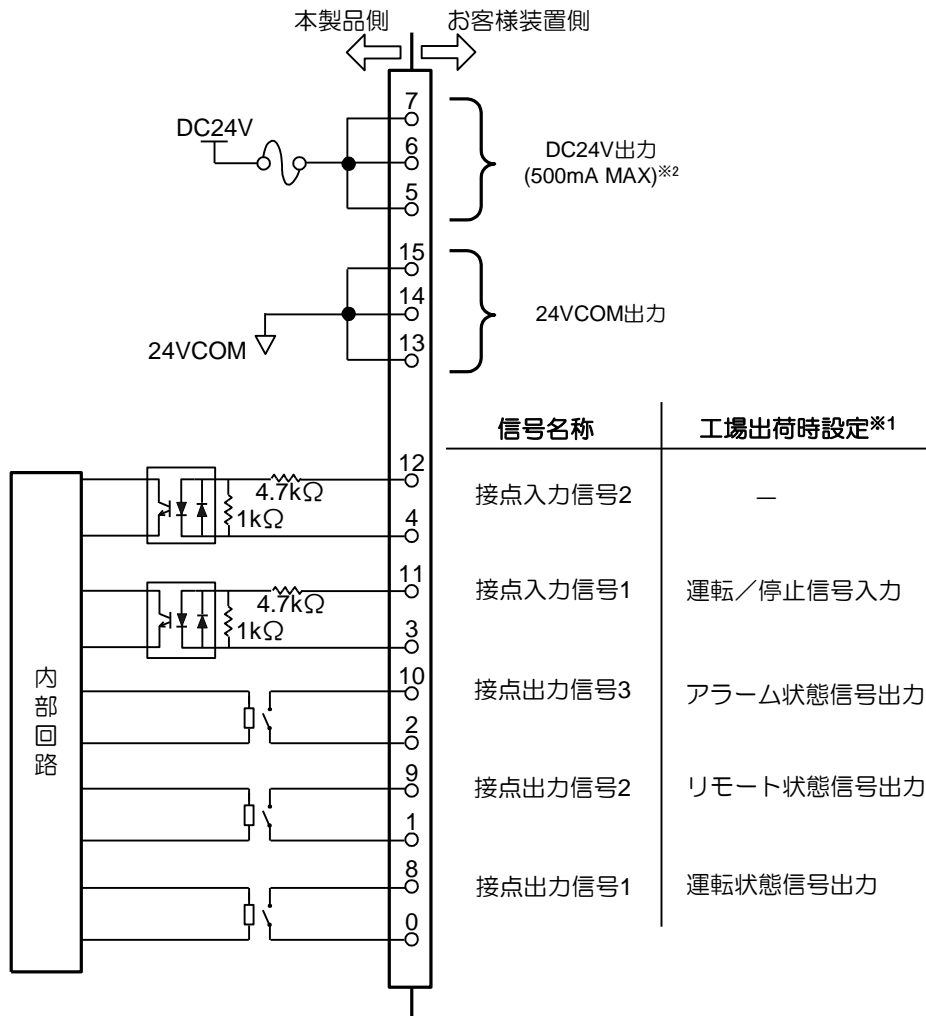 本製品側 お客様装置側
DC24V
7
6
5
DC24V出力
(500mA MAX)※2
15
14
13
24VCOM
24VCOM出力
信号名称 工場出荷時設定※1
12
4.7kΩ
1kΩ
4
接点入力信号2 －
11
4.7kΩ
1kΩ
3
接点入力信号1 運転／停止信号入力
10
2
接点出力信号3 アラーム状態信号出力
9
1
接点出力信号2 リモート状態信号出力
8
0
接点出力信号1 運転状態信号出力
内部回路